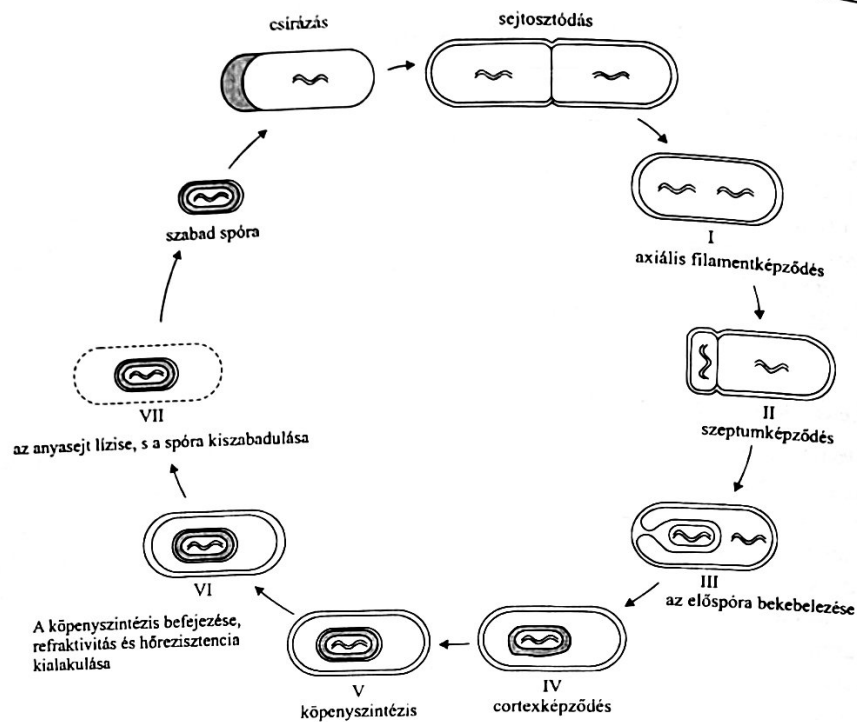 csírázás
sejtosztódás
I
axiális filamentképződés
II
szeptumképződés
III
az előspóra bekebelezése
IV
cortexképződés
V
köpenyszintézis
VI
A köpenyszintézis befejezése,
refraktivitás és hőrezisztencia
kialakulása
VII
az anyasejt lízise, s a spóra kiszabadulása
szabad spóra